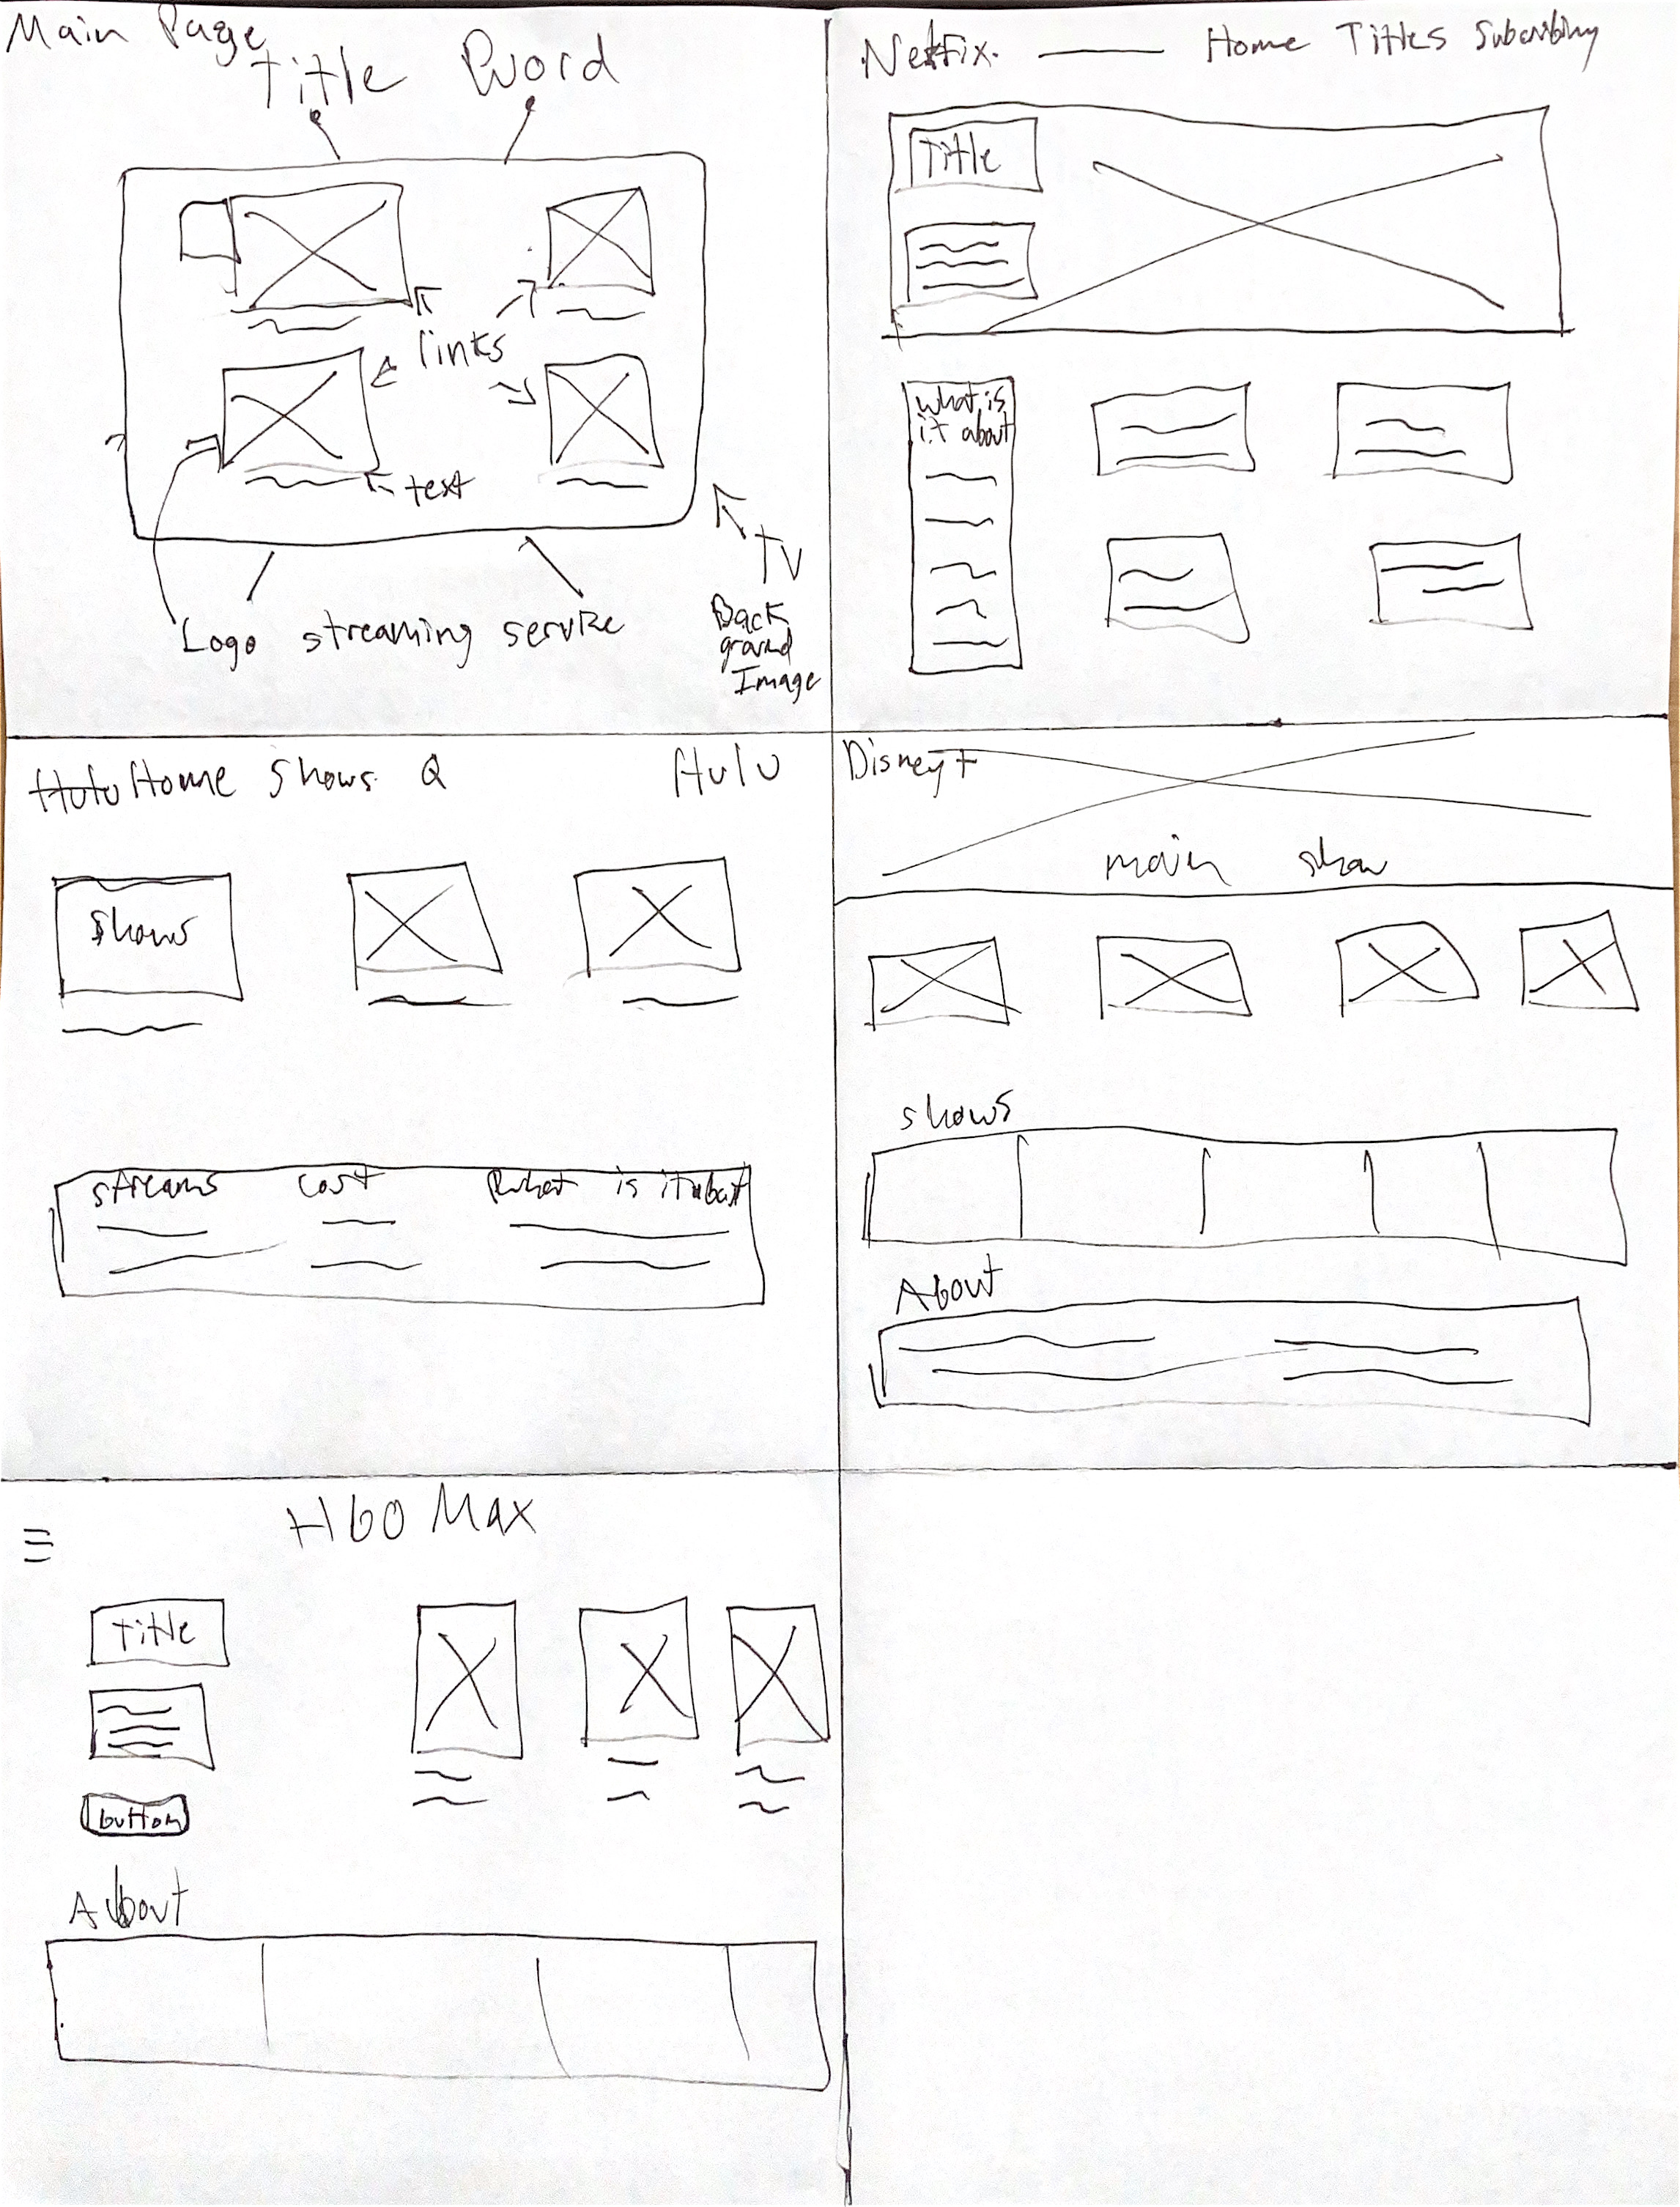 Main Page
Title Word
links
text
TV
Back
ground
Image
Logo streaming service
Netflix. Home Titles Subcribing
Title
what is
it about
Hulu Home Shows Q Hulu
Shows
streams cost what is it about
Disney+
main show
shows
About
HbO Max
Title
button
About